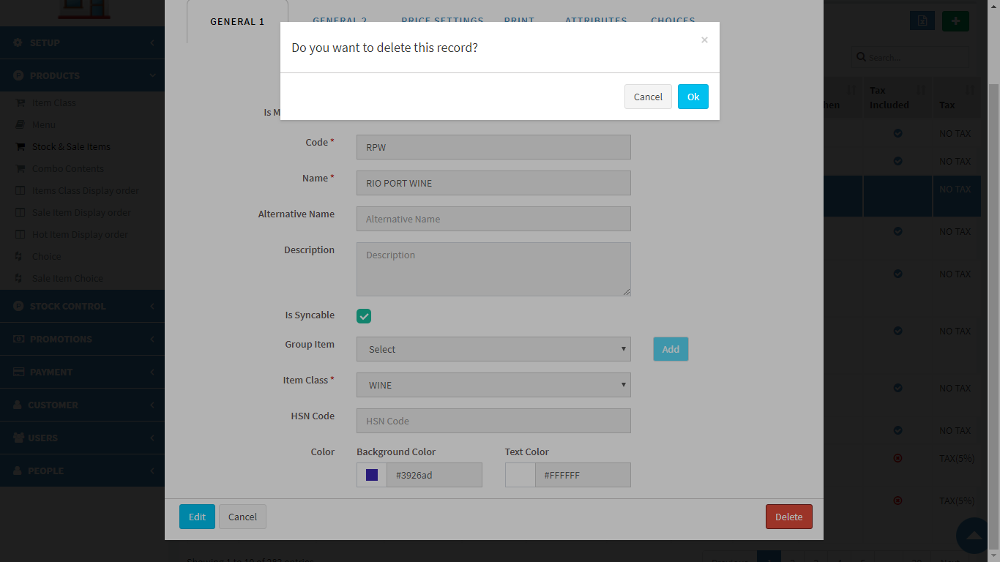 GENERAL 1
GENERAL 2
PRICE SETTINGS
PRINT
ATTRIBUTES
CHOICES
Do you want to delete this record?
×
Cancel
Ok
SETUP
PRODUCTS
Item Class
Menu
Stock & Sale Items
Combo Contents
Items Class Display order
Sale Item Display order
Hot Item Display order
Choice
Sale Item Choice
STOCK CONTROL
PROMOTIONS
PAYMENT
CUSTOMER
USERS
PEOPLE
Is M
Code *
RPW
Name *
RIO PORT WINE
Alternative Name
Alternative Name
Description
Description
Is Syncable
Group Item
Select
Add
Item Class *
WINE
HSN Code
HSN Code
Color
Background Color
Text Color
#3926ad
#FFFFFF
Edit
Cancel
Delete
Search...
hen
Tax Included
Tax
NO TAX
NO TAX
NO TAX
NO TAX
NO TAX
NO TAX
NO TAX
NO TAX
TAX(5%)
TAX(5%)